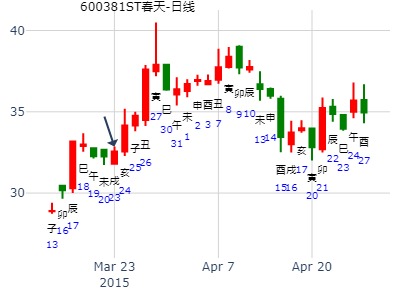 600381ST春天-日线
40
35
30
子 卯 辰 巳 午 未 戌 亥 子 丑 寅 巳 午 未 申 酉 丑 寅 卯 辰 未 申 酉 戌 亥 寅 卯 辰 巳 午 酉
13 16 17 18 19 20 23 24 25 26 27 30 31 1 2 3 7 8 9 10 13 14 15 16 17 20 21 22 23 24 27
Mar 23 Apr 7 Apr 20
2015